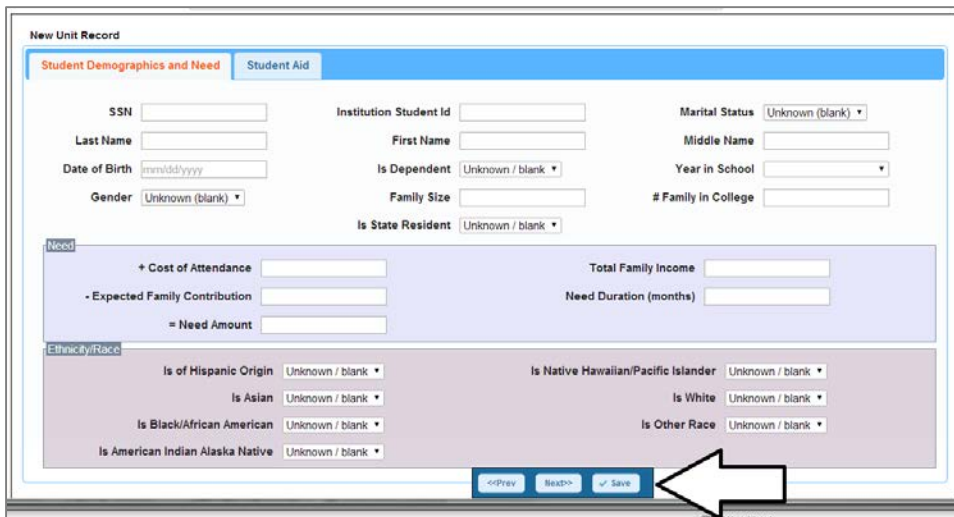 New Unit Record
Student Demographics and Need Student Aid
SSN Institution Student Id Marital Status Unknown (blank)
Last Name First Name Middle Name
Date of Birth mm/dd/yyyy Is Dependent Unknown / blank Year in School
Gender Unknown (blank) Family Size # Family in College
Is State Resident Unknown / blank
Need
+ Cost of Attendance Total Family Income
- Expected Family Contribution Need Duration (months)
= Need Amount
Ethnicity/Race
Is of Hispanic Origin Unknown / blank Is Native Hawaiian/Pacific Islander Unknown / blank
Is Asian Unknown / blank Is White Unknown / blank
Is Black/African American Unknown / blank Is Other Race Unknown / blank
Is American Indian Alaska Native Unknown / blank
<<Prev Next>> ✓ Save